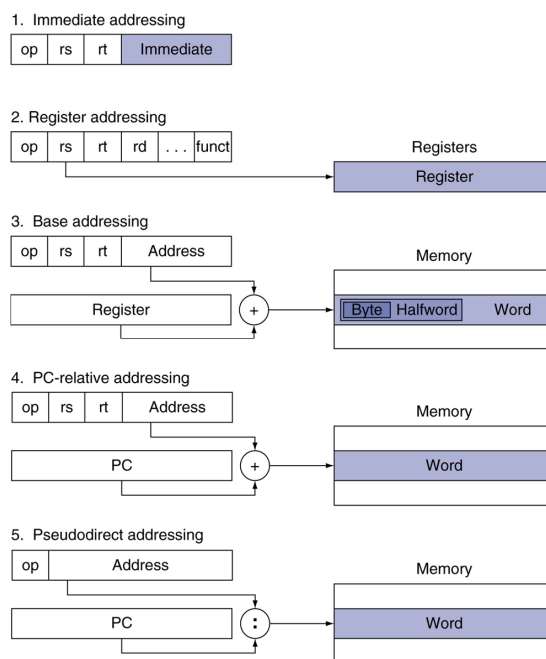 1. Immediate addressing
op rs rt Immediate
2. Register addressing
op rs rt rd . . . funct
Registers
Register
3. Base addressing
op rs rt Address
Memory
Register + Byte Halfword Word
4. PC-relative addressing
op rs rt Address
Memory
PC + Word
5. Pseudodirect addressing
op Address
Memory
PC : Word